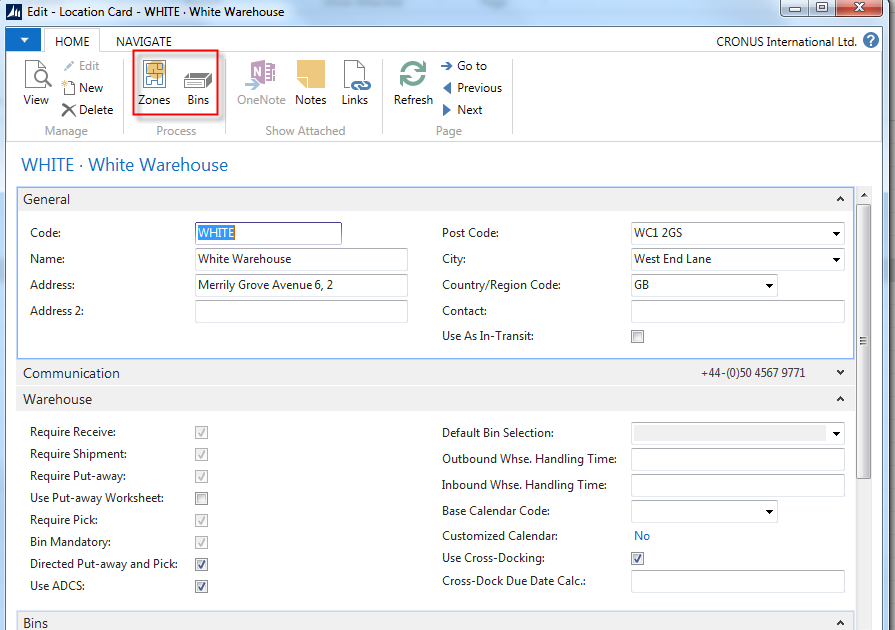 Edit - Location Card - WHITE · White Warehouse
HOME NAVIGATE CRONUS International Ltd. ?
View Edit New Delete Zones Bins OneNote Notes Links Refresh Go to Previous Next
Manage Process Show Attached Page
WHITE · White Warehouse
General
Code: WHITE Post Code: WC1 2GS
Name: White Warehouse City: West End Lane
Address: Merrily Grove Avenue 6, 2 Country/Region Code: GB
Address 2: Contact:
Use As In-Transit:
Communication +44-(0)50 4567 9771
Warehouse
Require Receive: Default Bin Selection:
Require Shipment: Outbound Whse. Handling Time:
Require Put-away: Inbound Whse. Handling Time:
Use Put-away Worksheet: Base Calendar Code:
Require Pick: Customized Calendar: No
Bin Mandatory: Use Cross-Docking:
Directed Put-away and Pick: Cross-Dock Due Date Calc.:
Use ADCS:
Bins